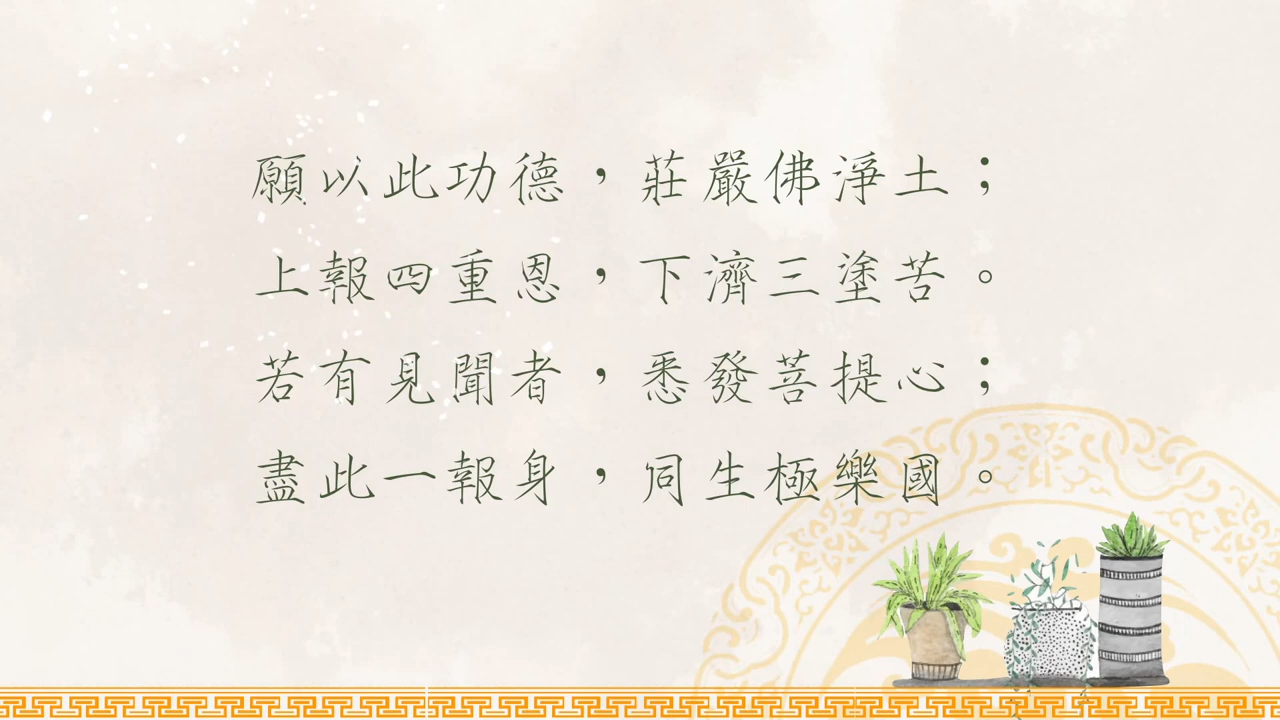 願以此功德，莊嚴佛淨土；
上報四重恩，下濟三塗苦。
若有見聞者，悉發菩提心；
盡此一報身，同生極樂國。